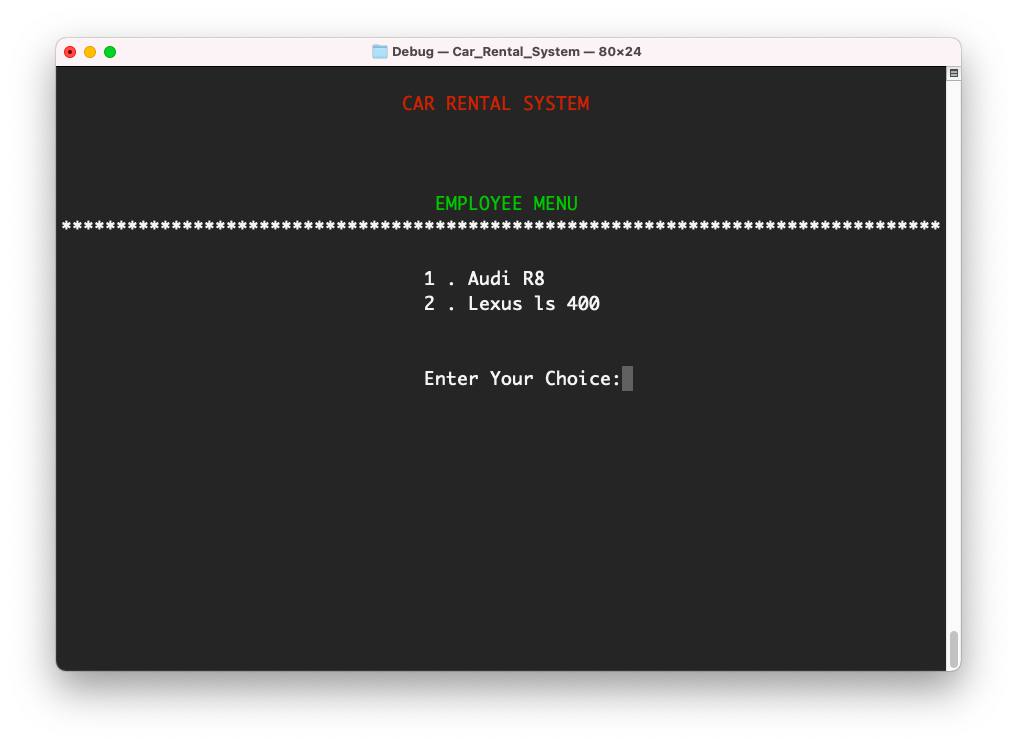 Debug — Car_Rental_System — 80×24
CAR RENTAL SYSTEM
EMPLOYEE MENU
********************************************************************************
1 . Audi R8
2 . Lexus ls 400
Enter Your Choice: